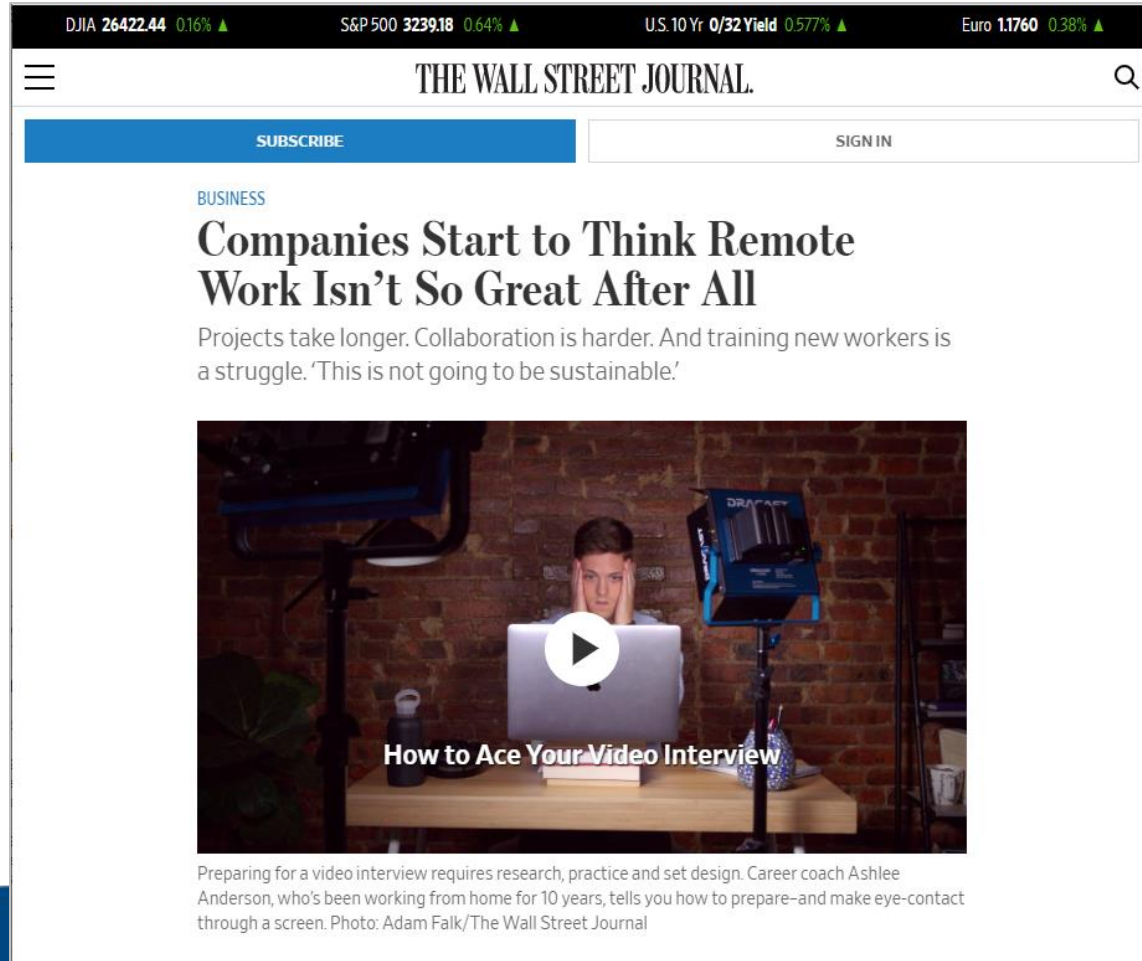 DJIA 26422.44 0.16% ▲ S&P 500 3239.18 0.64% ▲ U.S. 10 Yr 0/32 Yield 0.577% ▲ Euro 1.1760 0.38% ▲
THE WALL STREET JOURNAL.
SUBSCRIBE SIGN IN
BUSINESS
Companies Start to Think Remote
Work Isn’t So Great After All
Projects take longer. Collaboration is harder. And training new workers is
a struggle. ‘This is not going to be sustainable.’
DRACAST
How to Ace Your Video Interview
Preparing for a video interview requires research, practice and set design. Career coach Ashlee
Anderson, who’s been working from home for 10 years, tells you how to prepare–and make eye-contact
through a screen. Photo: Adam Falk/The Wall Street Journal